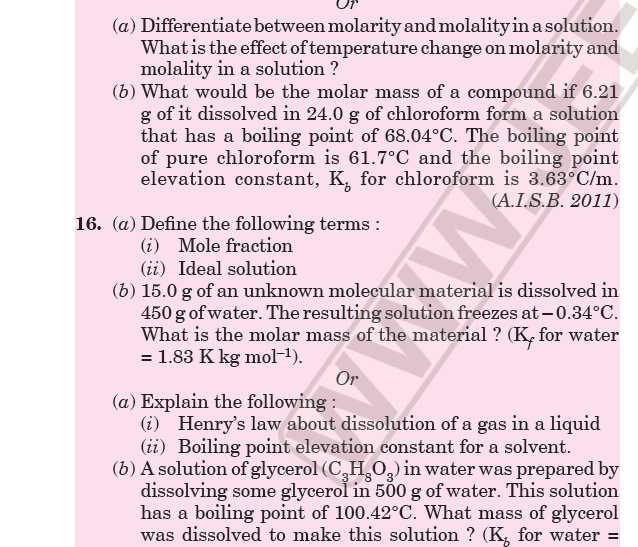 Or
(a) Differentiate between molarity and molality in a solution.
What is the effect of temperature change on molarity and
molality in a solution ?
(b) What would be the molar mass of a compound if 6.21
g of it dissolved in 24.0 g of chloroform form a solution
that has a boiling point of 68.04°C. The boiling point
of pure chloroform is 61.7°C and the boiling point
elevation constant, K_b for chloroform is 3.63°C/m.
(A.I.S.B. 2011)
16. (a) Define the following terms :
(i) Mole fraction
(ii) Ideal solution
(b) 15.0 g of an unknown molecular material is dissolved in
450 g of water. The resulting solution freezes at – 0.34°C.
What is the molar mass of the material ? (K_f for water
= 1.83 K kg mol⁻¹).
Or
(a) Explain the following :
(i) Henry's law about dissolution of a gas in a liquid
(ii) Boiling point elevation constant for a solvent.
(b) A solution of glycerol (C₃H₈O₃) in water was prepared by
dissolving some glycerol in 500 g of water. This solution
has a boiling point of 100.42°C. What mass of glycerol
was dissolved to make this solution ? (K_b for water =
WWW.JEE